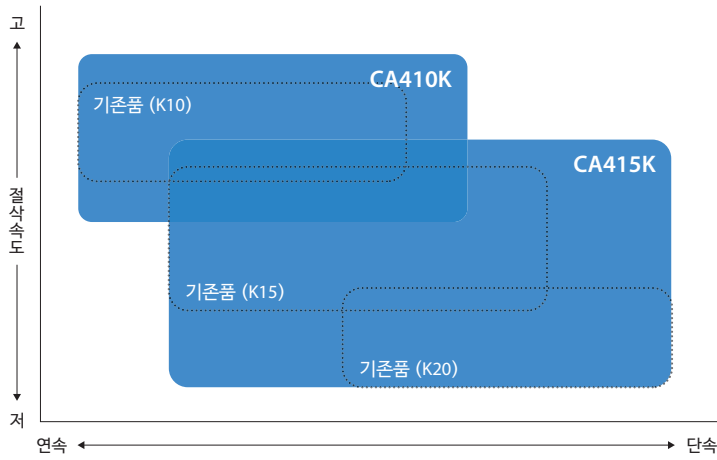 고
CA410K
기존품 (K10)
CA415K
절삭속도
기존품 (K15)
기존품 (K20)
저
연속
단속